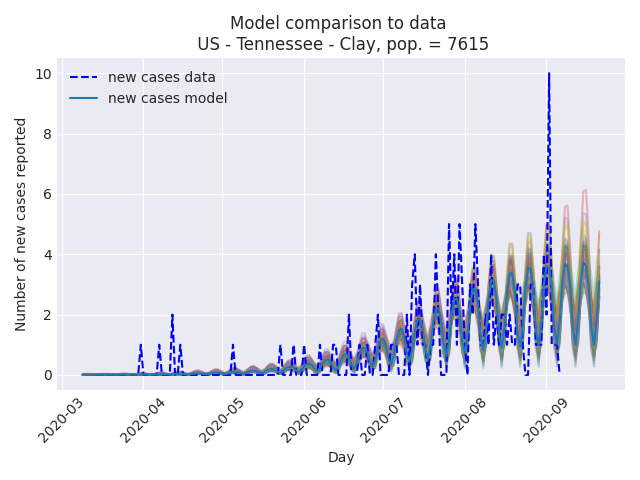 Model comparison to data
US - Tennessee - Clay, pop. = 7615
new cases data
new cases model
Number of new cases reported
10
8
6
4
2
0
2020-03
2020-04
2020-05
2020-06
2020-07
2020-08
2020-09
Day